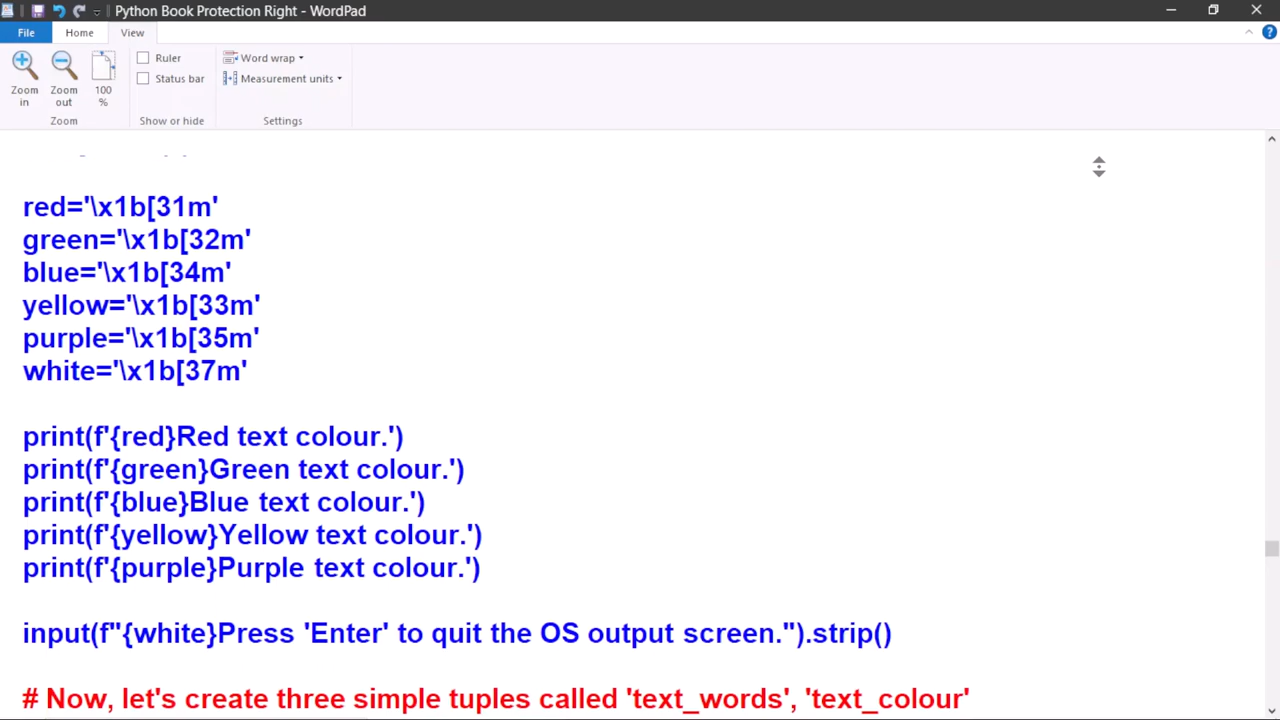 Python Book Protection Right - WordPad
File
Home
View
Zoom in
Zoom out
100 %
Ruler
Status bar
Word wrap
Measurement units
Zoom
Show or hide
Settings
red='\x1b[31m'
green='\x1b[32m'
blue='\x1b[34m'
yellow='\x1b[33m'
purple='\x1b[35m'
white='\x1b[37m'
print(f'{red}Red text colour.')
print(f'{green}Green text colour.')
print(f'{blue}Blue text colour.')
print(f'{yellow}Yellow text colour.')
print(f'{purple}Purple text colour.')
input(f"{white}Press 'Enter' to quit the OS output screen.").strip()
# Now, let's create three simple tuples called 'text_words', 'text_colour'